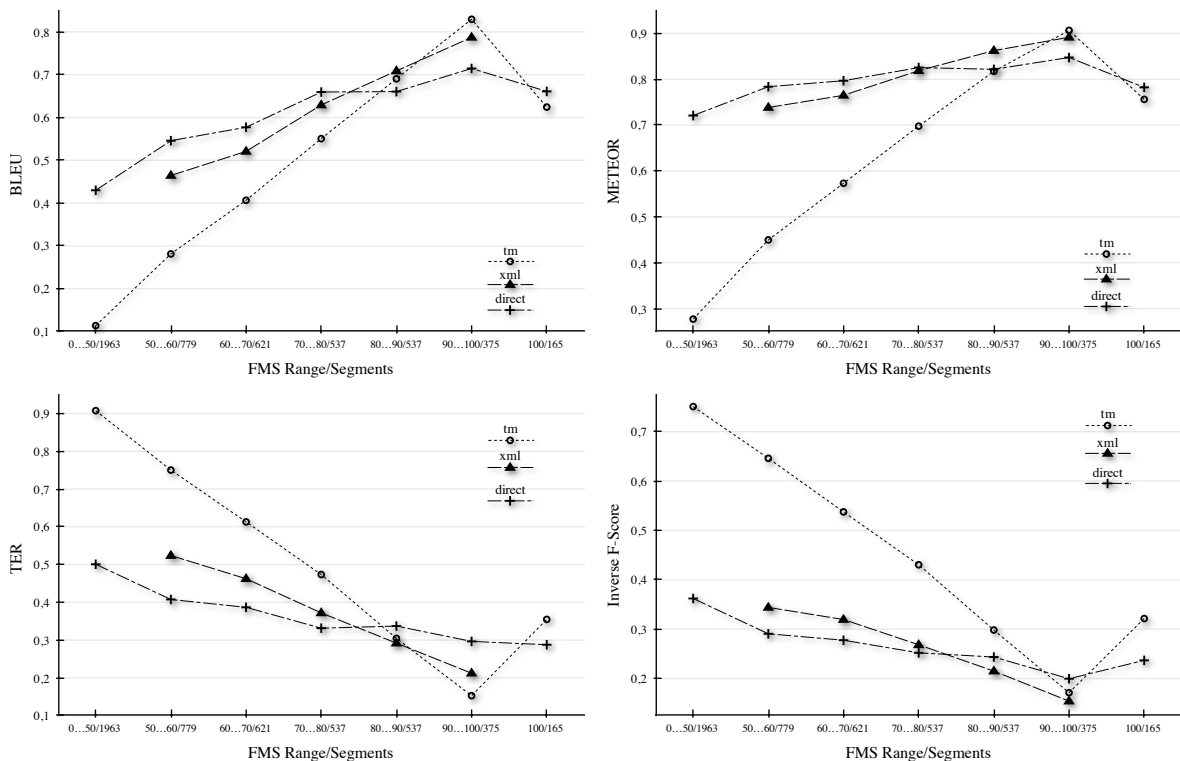 0,8
0,7
0,6
0,5
0,4
0,3
0,2
0,1
BLEU
tm
xml
direct
0…50/1963 50…60/779 60…70/621 70…80/537 80…90/537 90…100/375 100/165
FMS Range/Segments
0,9
0,8
0,7
0,6
0,5
0,4
0,3
METEOR
tm
xml
direct
0…50/1963 50…60/779 60…70/621 70…80/537 80…90/537 90…100/375 100/165
FMS Range/Segments
0,9
0,8
0,7
0,6
0,5
0,4
0,3
0,2
0,1
TER
tm
xml
direct
0…50/1963 50…60/779 60…70/621 70…80/537 80…90/537 90…100/375 100/165
FMS Range/Segments
0,7
0,6
0,5
0,4
0,3
0,2
Inverse F-Score
tm
xml
direct
0…50/1963 50…60/779 60…70/621 70…80/537 80…90/537 90…100/375 100/165
FMS Range/Segments